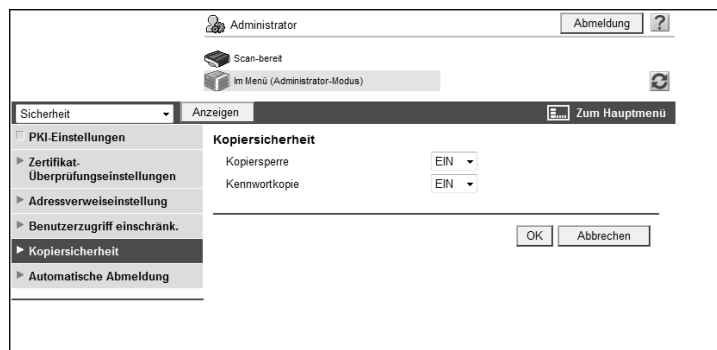 Administrator
Abmeldung
?
Scan-bereit
Im Menü (Administrator-Modus)
Sicherheit
Anzeigen
Zum Hauptmenü
PKI-Einstellungen
Zertifikat-
Überprüfungseinstellungen
Adressverweiseinstellung
Benutzerzugriff einschränk.
Kopiersicherheit
Automatische Abmeldung
Kopiersicherheit
Kopiersperre EIN
Kennwortkopie EIN
OK
Abbrechen